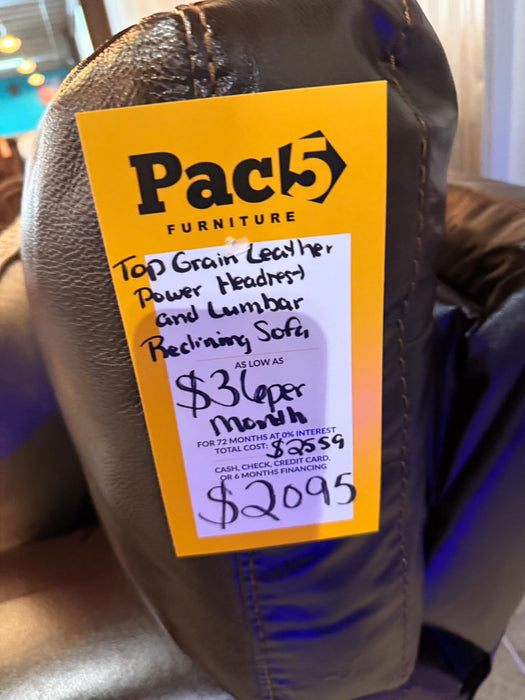 Pac5
FURNITURE
Top Grain Leather
Power Headrest
and Lumbar
Reclining Sofa
AS LOW AS
$36 per
Month
FOR 72 MONTHS AT 0% INTEREST
TOTAL COST: $2559
CASH, CHECK, CREDIT CARD,
OR 6 MONTHS FINANCING
$2095